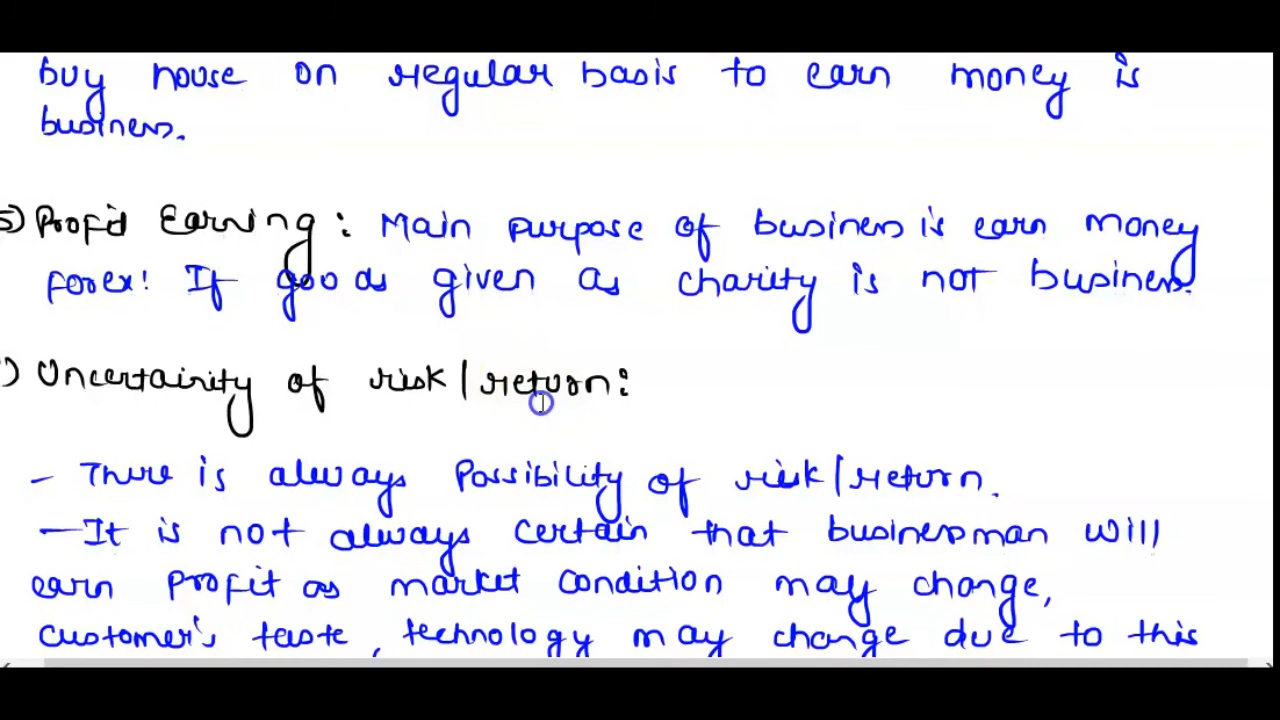 buy house on regular basis to earn money is
business.
5) Profit Earning: Main purpose of business is earn money
forex! If goods given as charity is not business.
) Uncertainity of risk/return:
- There is always Possibility of risk/return.
- It is not always certain that businessman will
earn Profit as market condition may change,
customer's taste, technology may change due to this